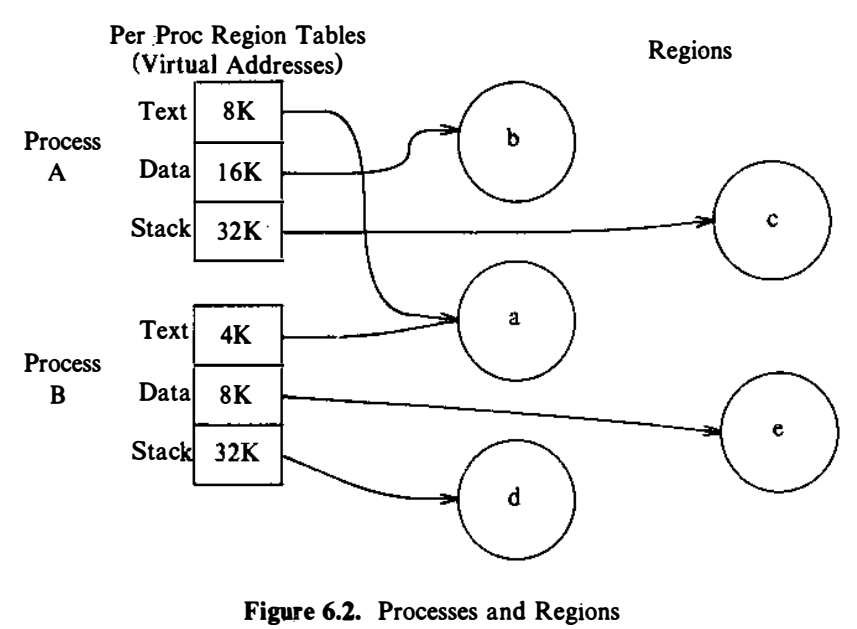 Per Proc Region Tables
(Virtual Addresses)
Regions
Process
A
Text 8K
Data 16K
Stack 32K
b
c
a
Process
B
Text 4K
Data 8K
Stack 32K
e
d
Figure 6.2. Processes and Regions